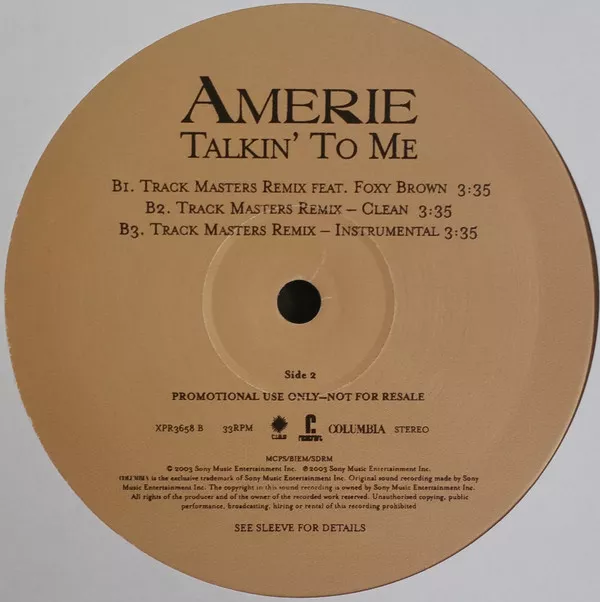 AMERIE
TALKIN' TO ME
B1. TRACK MASTERS REMIX FEAT. FOXY BROWN 3:35
B2. TRACK MASTERS REMIX – CLEAN 3:35
B3. TRACK MASTERS REMIX – INSTRUMENTAL 3:35
Side 2
PROMOTIONAL USE ONLY–NOT FOR RESALE
XPR3658 B 33RPM COLUMBIA STEREO
MCPS/BIEM/SDRM
© 2003 Sony Music Entertainment Inc. ℗ 2003 Sony Music Entertainment Inc.
is the exclusive trademark of Sony Music Entertainment Inc. Original sound recording made by Sony
Music Entertainment Inc. The copyright in this sound recording is owned by Sony Music Entertainment Inc.
All rights of the producer and of the owner of the recorded work reserved. Unauthorised copying, public
performance, broadcasting, hiring or rental of this recording prohibited
SEE SLEEVE FOR DETAILS